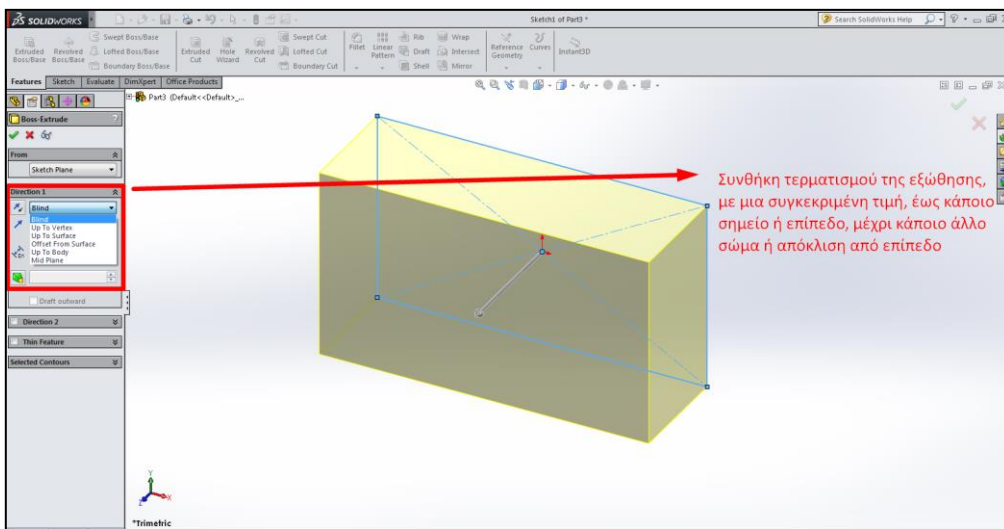 SOLIDWORKS
Sketch1 of Part3 *
Search SolidWorks Help
Extruded Boss/Base
Revolved Boss/Base
Swept Boss/Base
Lofted Boss/Base
Boundary Boss/Base
Extruded Cut
Hole Wizard
Revolved Cut
Swept Cut
Lofted Cut
Boundary Cut
Fillet
Linear Pattern
Rib
Draft
Shell
Wrap
Intersect
Mirror
Reference Geometry
Curves
Instant3D
Features
Sketch
Evaluate
DimXpert
Office Products
Part3 (Default<<Default>_...
Boss-Extrude
?
From
Sketch Plane
Direction 1
Blind
Blind
Up To Vertex
Up To Surface
Offset From Surface
Up To Body
Mid Plane
Draft outward
Direction 2
Thin Feature
Selected Contours
Συνθήκη τερματισμού της εξώθησης,
με μια συγκεκριμένη τιμή, έως κάποιο
σημείο ή επίπεδο, μέχρι κάποιο άλλο
σώμα ή απόκλιση από επίπεδο
Y
X
Z
*Trimetric